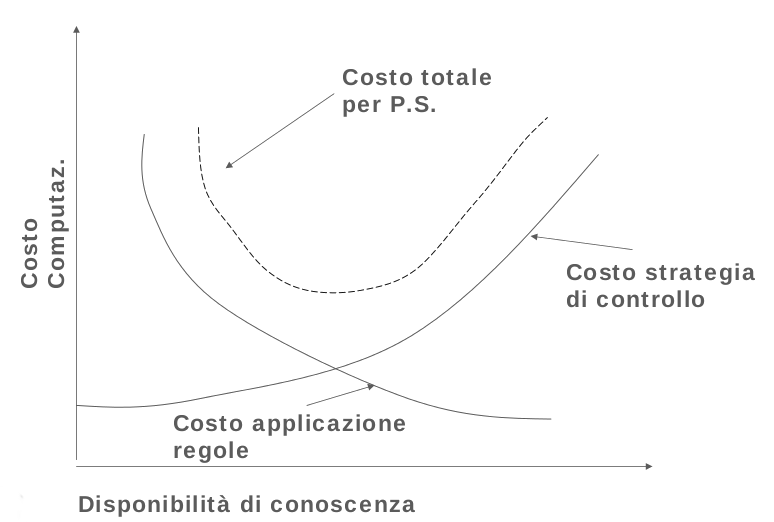 Costo totale
per P.S.
Costo
Computaz.
Costo strategia
di controllo
Costo applicazione
regole
Disponibilità di conoscenza